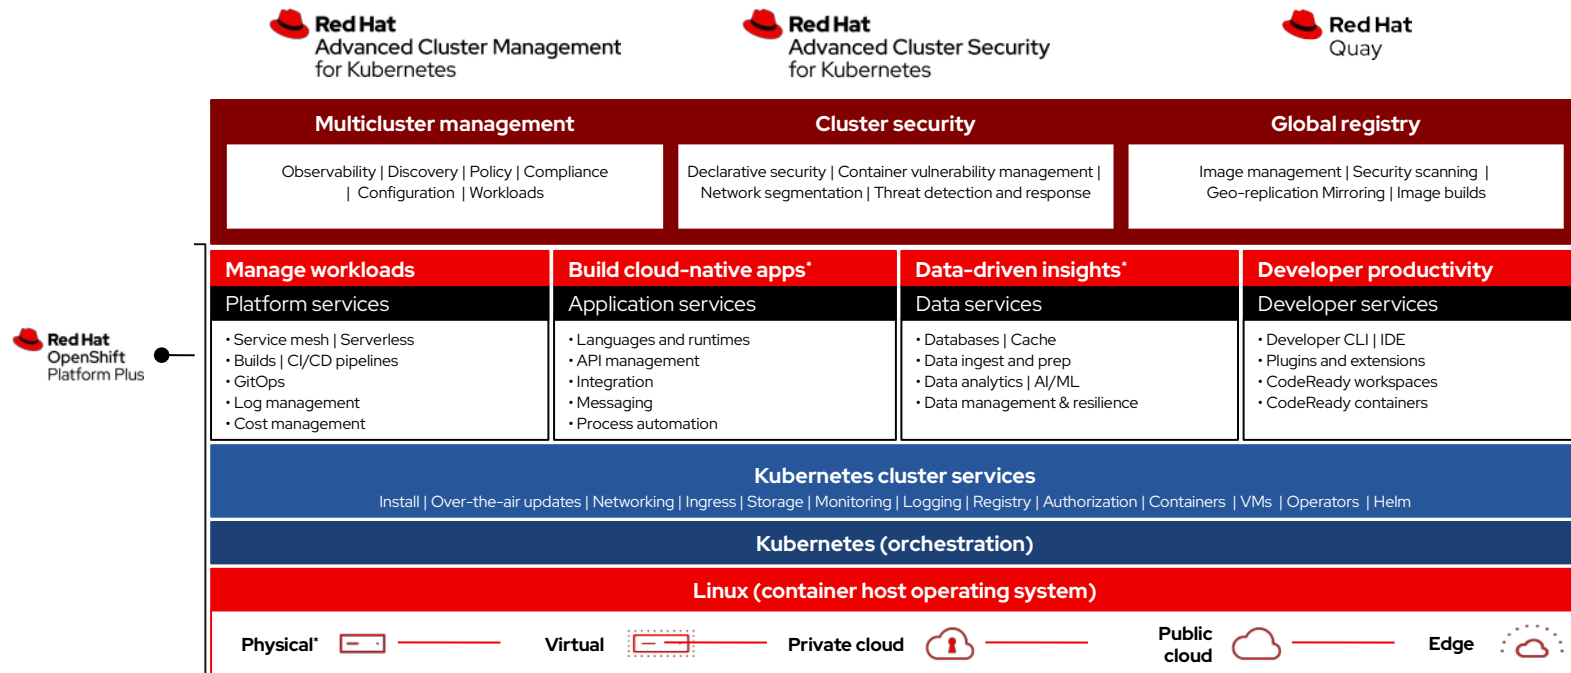 Red Hat
Advanced Cluster Management
for Kubernetes
Red Hat
Advanced Cluster Security
for Kubernetes
Red Hat
Quay
Multicluster management
Observability | Discovery | Policy | Compliance
| Configuration | Workloads
Cluster security
Declarative security | Container vulnerability management |
Network segmentation | Threat detection and response
Global registry
Image management | Security scanning |
Geo-replication Mirroring | Image builds
Red Hat
OpenShift
Platform Plus
Manage workloads
Platform services
• Service mesh | Serverless
• Builds | CI/CD pipelines
• GitOps
• Log management
• Cost management
Build cloud-native apps*
Application services
• Languages and runtimes
• API management
• Integration
• Messaging
• Process automation
Data-driven insights*
Data services
• Databases | Cache
• Data ingest and prep
• Data analytics | AI/ML
• Data management & resilience
Developer productivity
Developer services
• Developer CLI | IDE
• Plugins and extensions
• CodeReady workspaces
• CodeReady containers
Kubernetes cluster services
Install | Over-the-air updates | Networking | Ingress | Storage | Monitoring | Logging | Registry | Authorization | Containers | VMs | Operators | Helm
Kubernetes (orchestration)
Linux (container host operating system)
Physical*
Virtual
Private cloud
Public
cloud
Edge